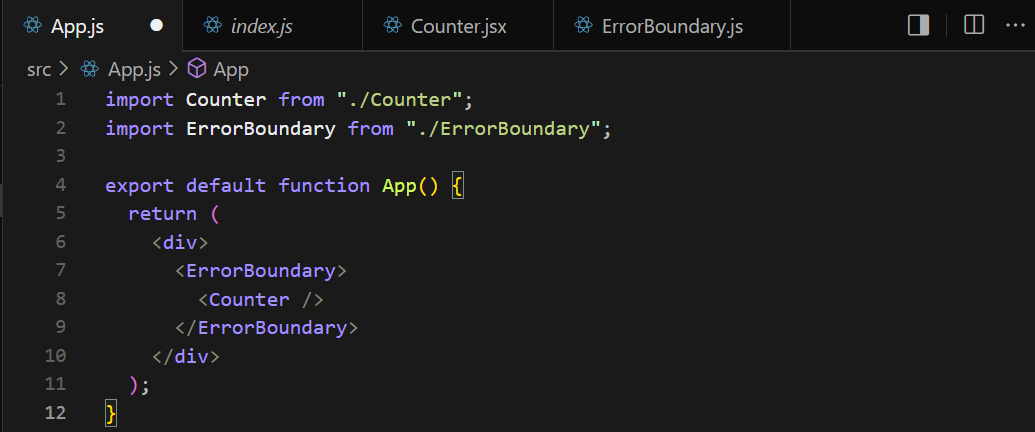 App.js index.js Counter.jsx ErrorBoundary.js ...
src > App.js > App
1 import Counter from "./Counter";
2 import ErrorBoundary from "./ErrorBoundary";
3
4 export default function App() {
5   return (
6     <div>
7       <ErrorBoundary>
8         <Counter />
9       </ErrorBoundary>
10     </div>
11   );
12 }